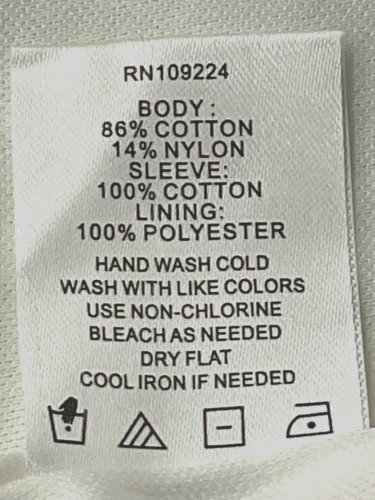 RN109224
BODY :
86% COTTON
14% NYLON
SLEEVE:
100% COTTON
LINING:
100% POLYESTER
HAND WASH COLD
WASH WITH LIKE COLORS
USE NON-CHLORINE
BLEACH AS NEEDED
DRY FLAT
COOL IRON IF NEEDED